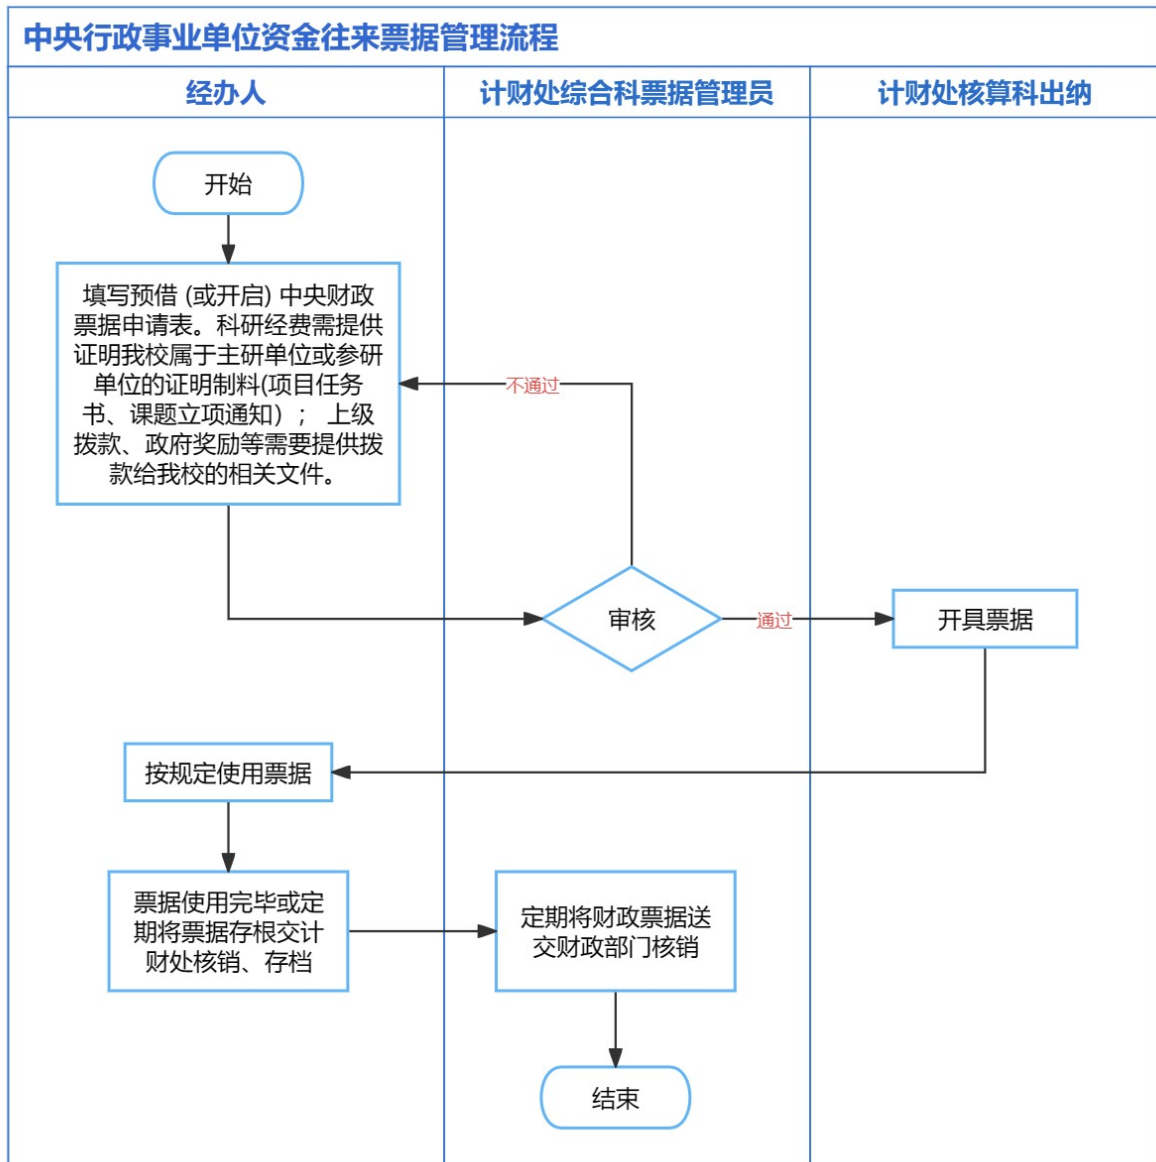 中央行政事业单位资金往来票据管理流程
经办人
计财处综合科票据管理员
计财处核算科出纳
开始
填写预借 (或开启) 中央财政
票据申请表。科研经费需提供
证明我校属于主研单位或参研
单位的证明制料(项目任务
书、课题立项通知）； 上级
拨款、政府奖励等需要提供拨
款给我校的相关文件。
不通过
审核
通过
开具票据
按规定使用票据
票据使用完毕或定
期将票据存根交计
财处核销、存档
定期将财政票据送
交财政部门核销
结束